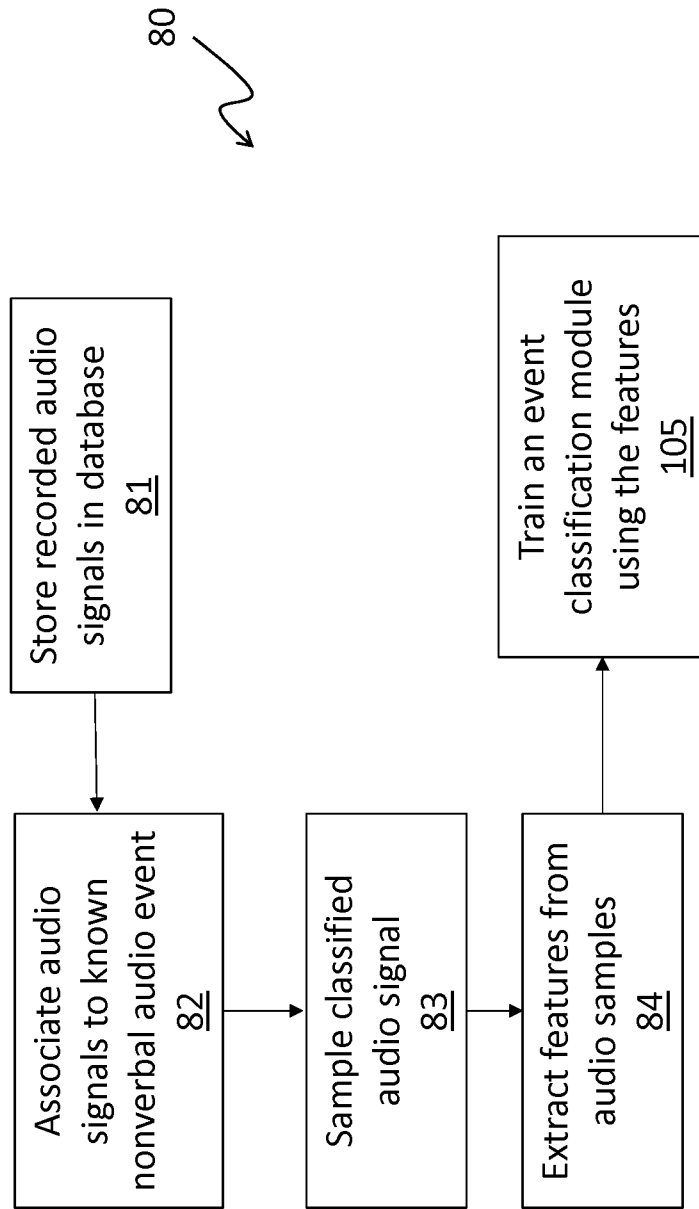 80
Store recorded audio
signals in database
81
Associate audio
signals to known
nonverbal audio event
82
Sample classified
audio signal
83
Extract features from
audio samples
84
Train an event
classification module
using the features
105